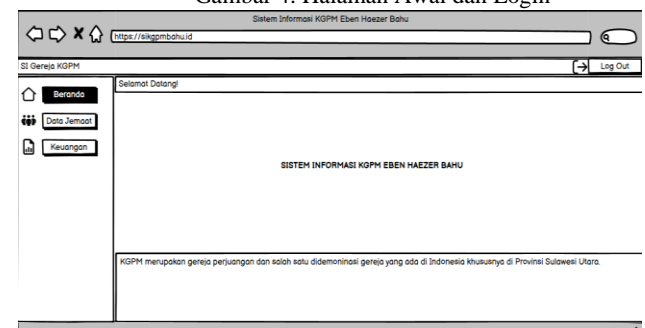 Gambar 4. Halaman Awal dan Login
Sistem Informasi KGPM Eben Haezer Bahu
https://sikgpmbahu.id
SI Gereja KGPM
Log Out
Selamat Datang!
Beranda
Data Jemaat
Keuangan
SISTEM INFORMASI KGPM EBEN HAEZER BAHU
KGPM merupakan gereja perjuangan dan salah satu didemoninasi gereja yang ada di Indonesia khususnya di Provinsi Sulawesi Utara.